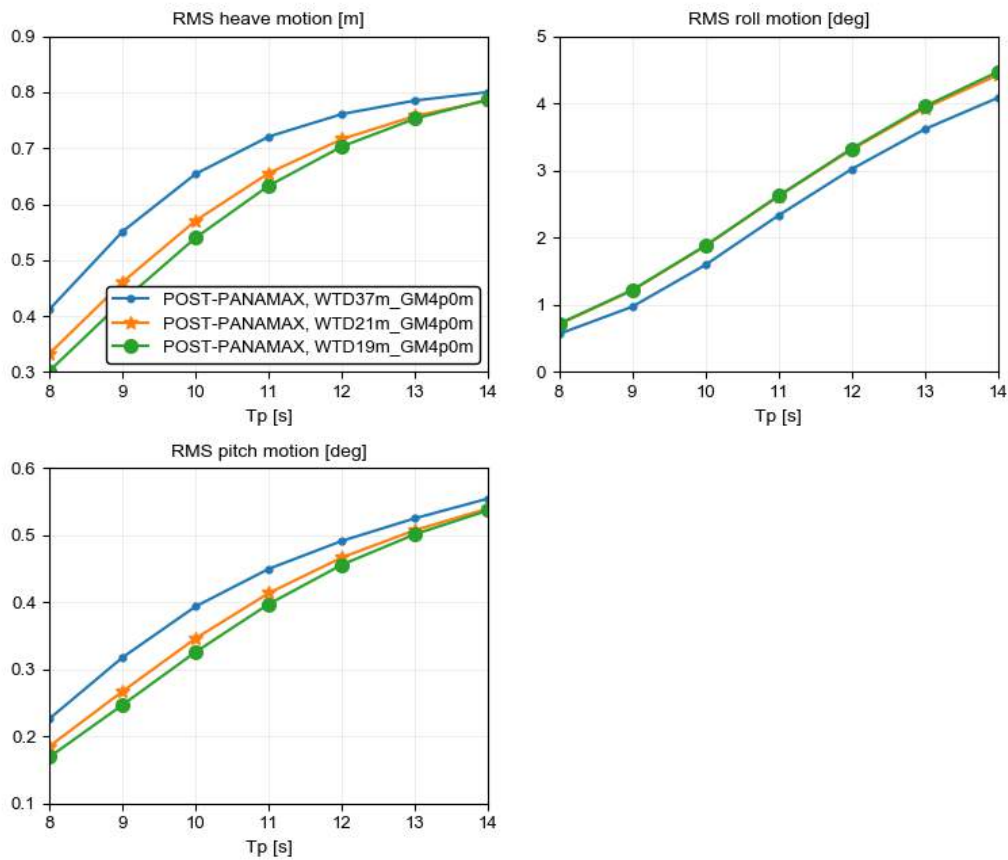 RMS heave motion [m]
0.9
0.8
0.7
0.6
0.5
0.4
0.3
POST-PANAMAX, WTD37m_GM4p0m
POST-PANAMAX, WTD21m_GM4p0m
POST-PANAMAX, WTD19m_GM4p0m
8 9 10 11 12 13 14
Tp [s]
RMS roll motion [deg]
5
4
3
2
1
0
8 9 10 11 12 13 14
Tp [s]
RMS pitch motion [deg]
0.6
0.5
0.4
0.3
0.2
0.1
8 9 10 11 12 13 14
Tp [s]